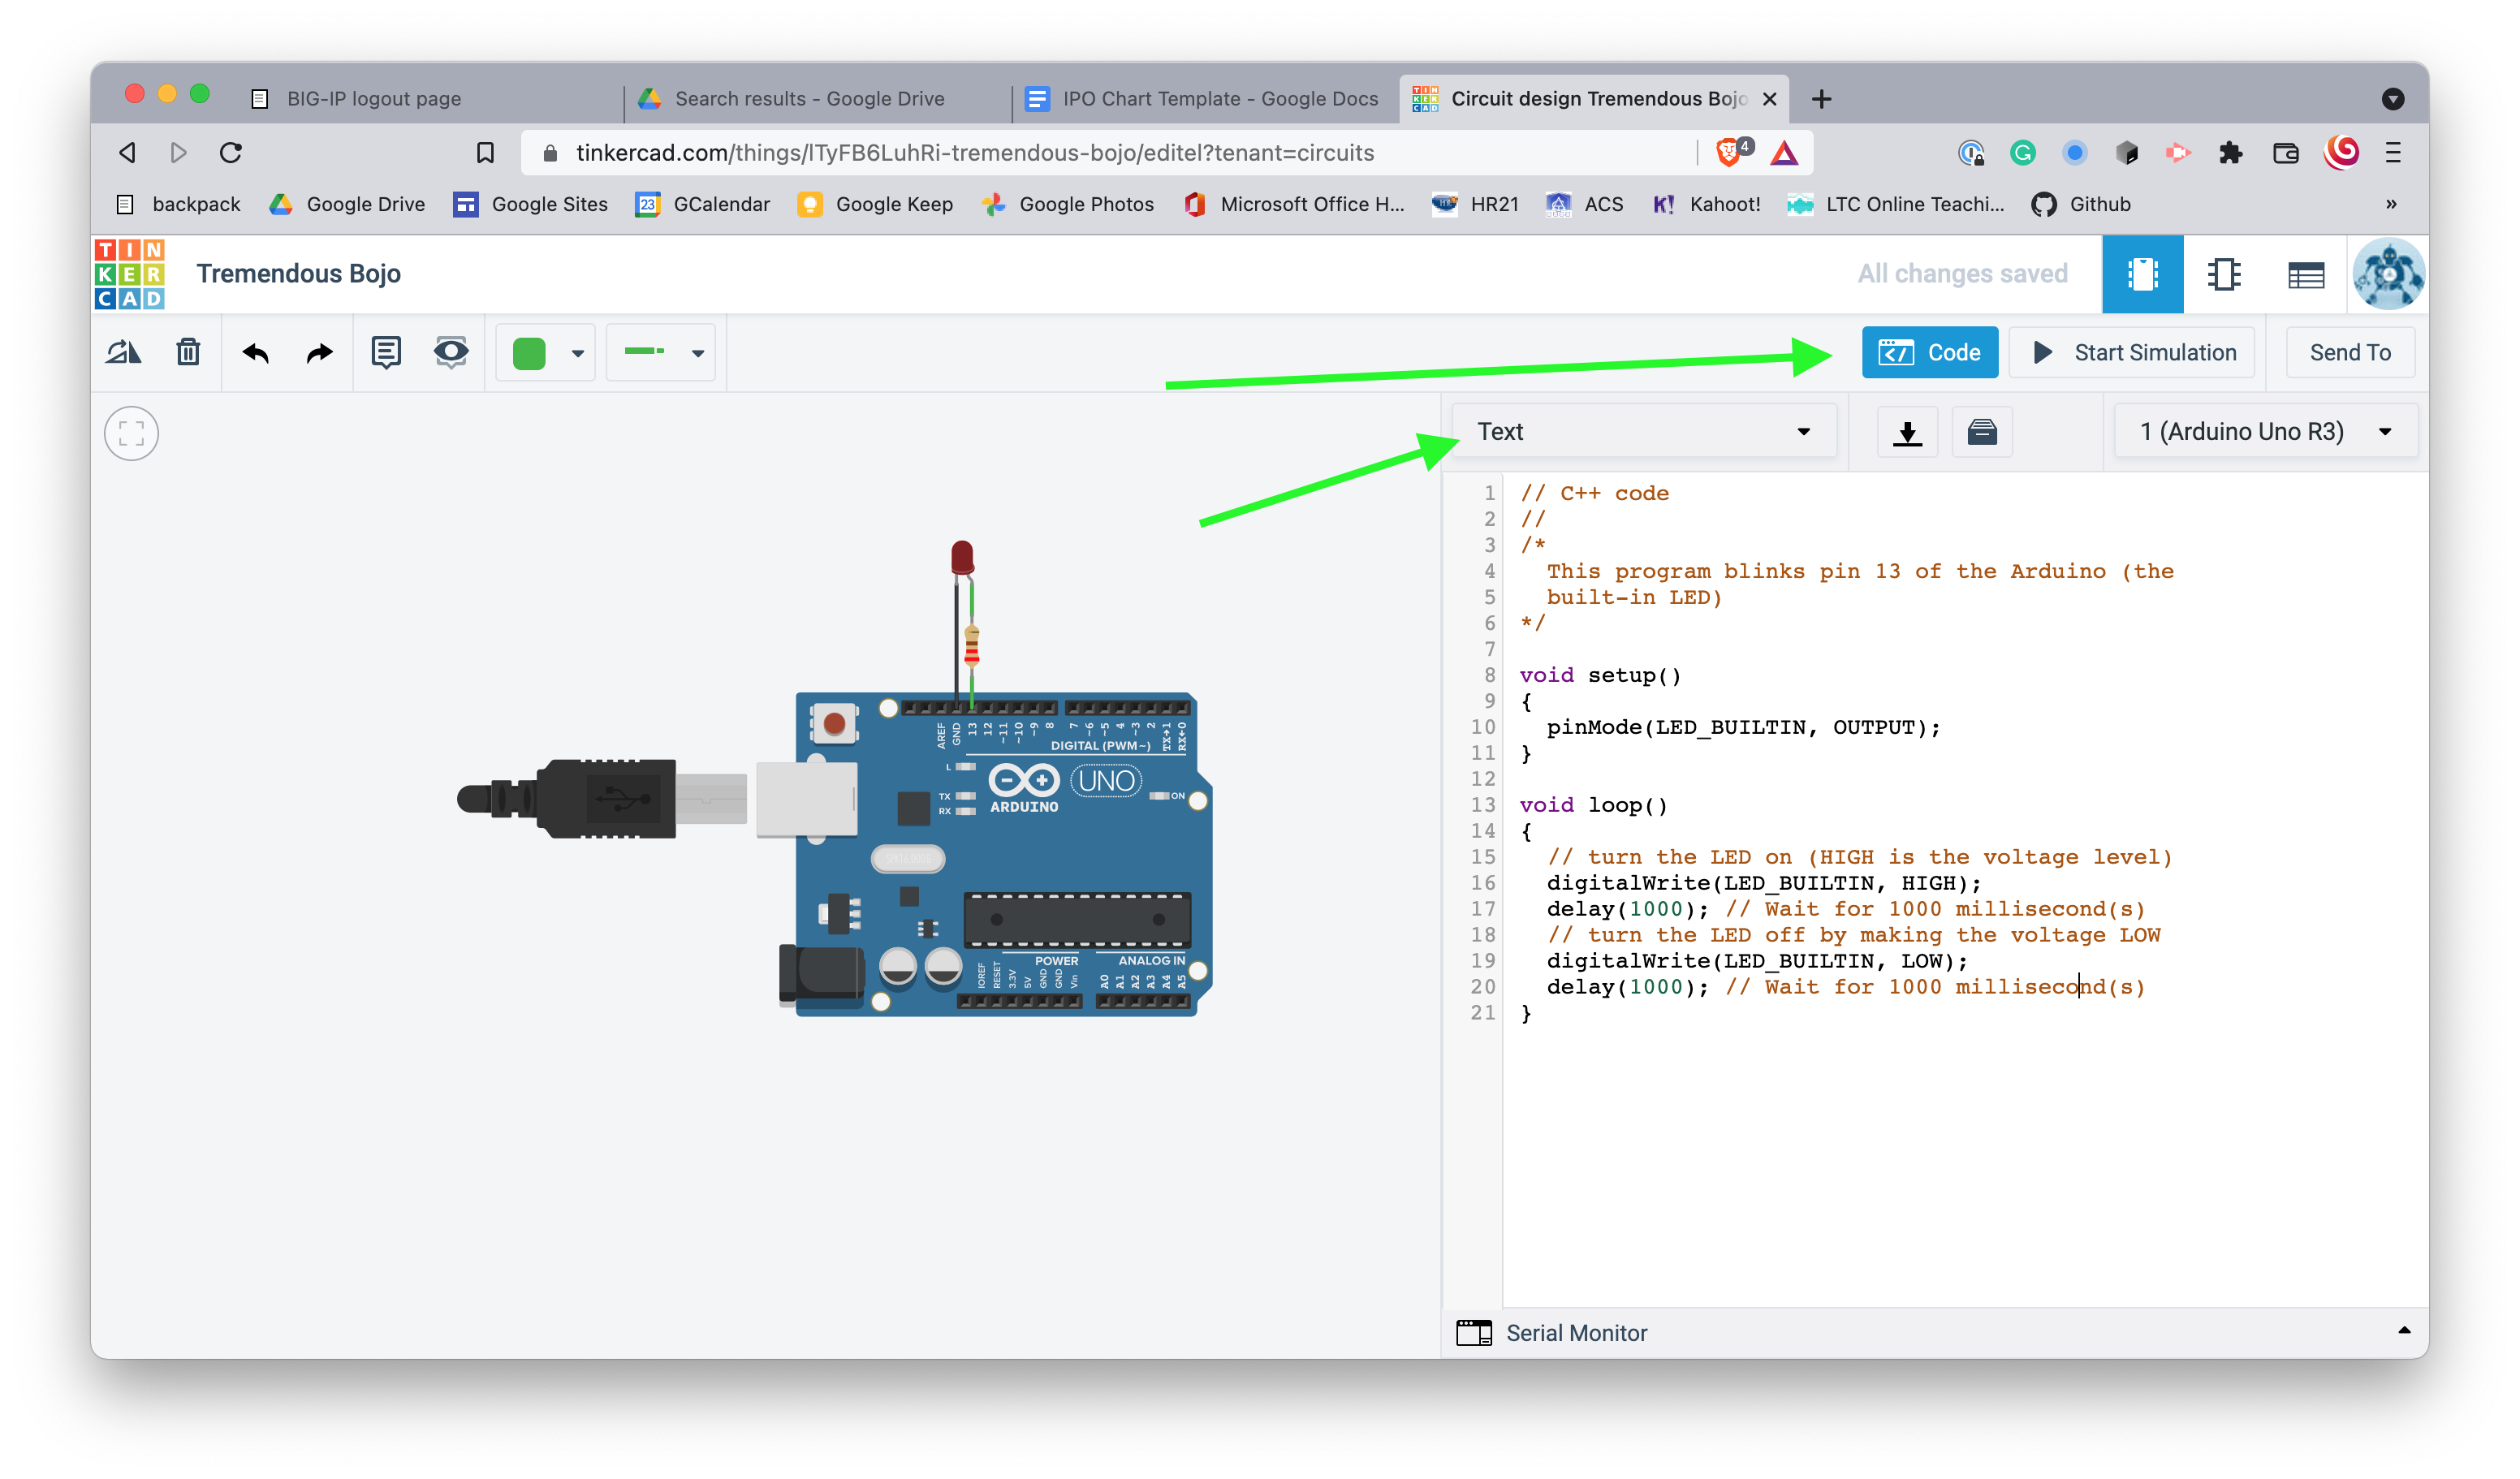 BIG-IP logout page
Search results - Google Drive
IPO Chart Template - Google Docs
Circuit design Tremendous Bojo
tinkercad.com/things/lTyFB6LuhRi-tremendous-bojo/editel?tenant=circuits
4
backpack
Google Drive
Google Sites
23
GCalendar
Google Keep
Google Photos
Microsoft Office H...
HR21
ACS
K!
Kahoot!
LTC Online Teachi...
Github
»
TIN
KER
CAD
Tremendous Bojo
All changes saved
Code
Start Simulation
Send To
Text
1 (Arduino Uno R3)
1 // C++ code
2 //
3 /*
4 This program blinks pin 13 of the Arduino (the
5 built-in LED)
6 */
7
8 void setup()
9 {
10 pinMode(LED_BUILTIN, OUTPUT);
11 }
12
13 void loop()
14 {
15 // turn the LED on (HIGH is the voltage level)
16 digitalWrite(LED_BUILTIN, HIGH);
17 delay(1000); // Wait for 1000 millisecond(s)
18 // turn the LED off by making the voltage LOW
19 digitalWrite(LED_BUILTIN, LOW);
20 delay(1000); // Wait for 1000 millisecond(s)
21 }
AREF GND 13 12 ~11 ~10 ~9 8 7 ~6 ~5 4 ~3 2 TX→1 RX←0
DIGITAL (PWM~)
L
TX
RX
ARDUINO
UNO
ON
POWER
ANALOG IN
IOREF RESET 3.3V 5V GND GND Vin A0 A1 A2 A3 A4 A5
Serial Monitor